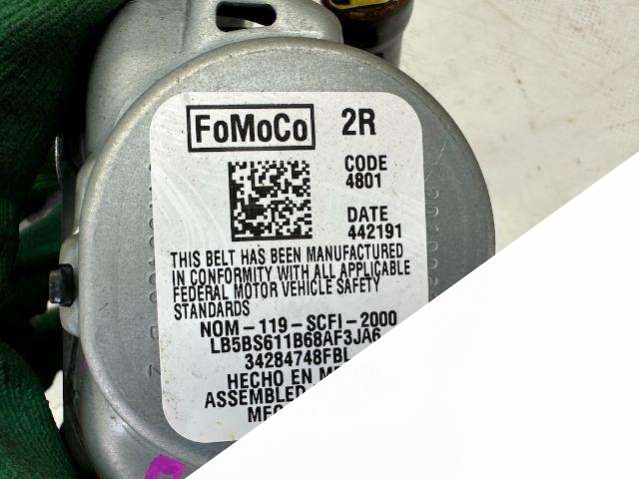 FoMoCo 2R
CODE
4801
DATE
442191
THIS BELT HAS BEEN MANUFACTURED
IN CONFORMITY WITH ALL APPLICABLE
FEDERAL MOTOR VEHICLE SAFETY
STANDARDS
NOM-119-SCFI-2000
LB5BS611B68AF3JA6
34284748FBL
HECHO EN
ASSEMBLED